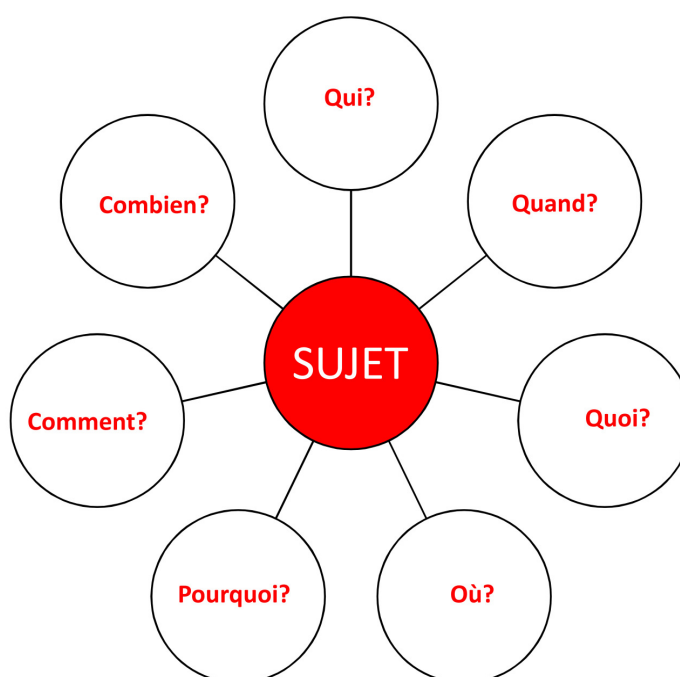 Qui?
Combien?
Quand?
SUJET
Comment?
Quoi?
Pourquoi?
Où?